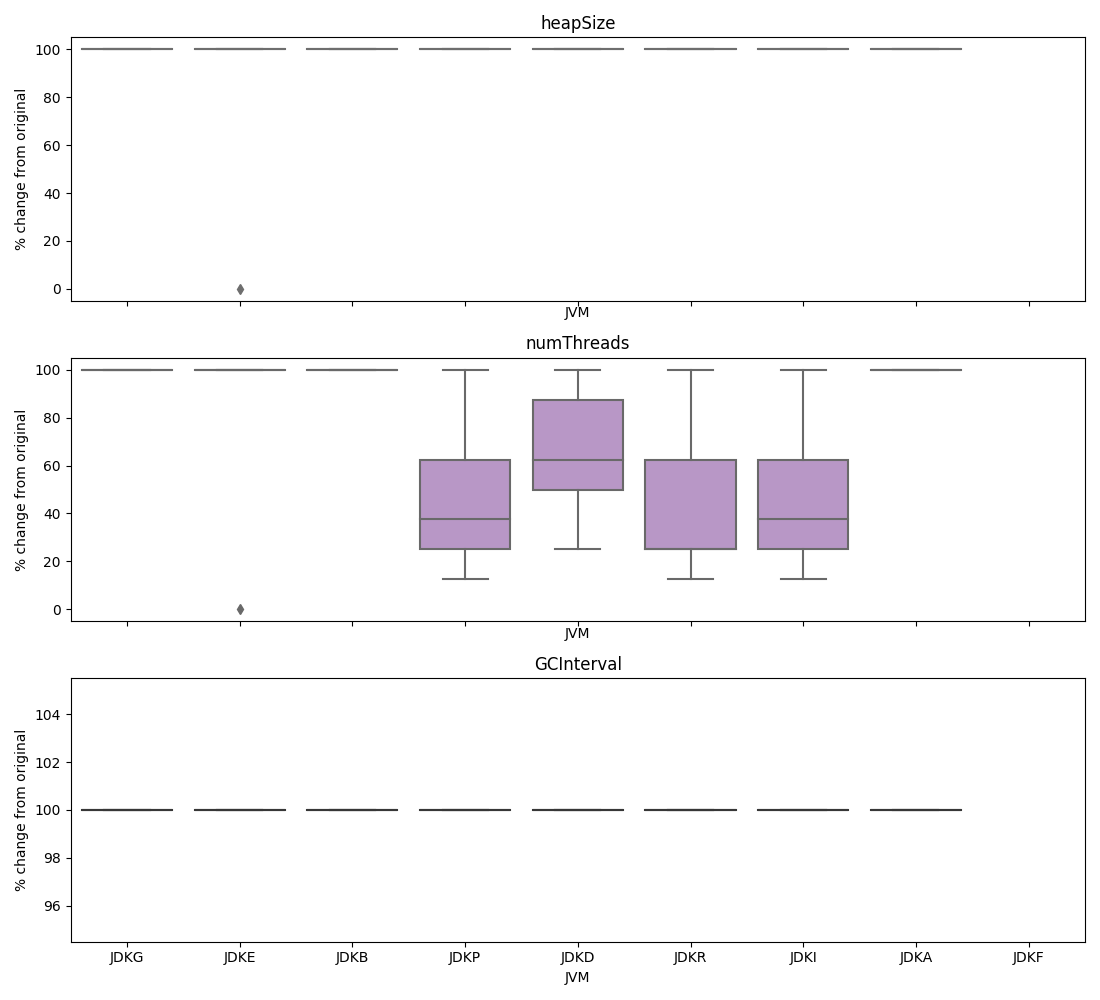 heapSize
100
80
60
40
20
0
% change from original
JVM
numThreads
100
80
60
40
20
0
% change from original
JVM
GCInterval
104
102
100
98
96
% change from original
JDKG JDKE JDKB JDKP JDKD JDKR JDKI JDKA JDKF
JVM